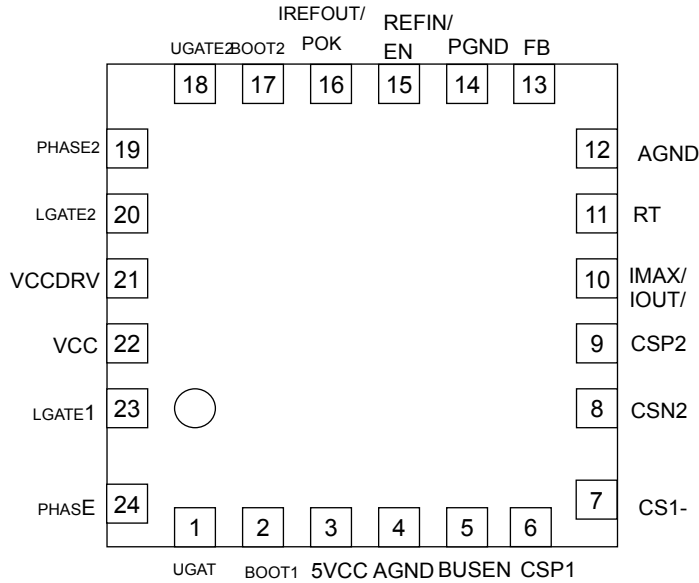 IREFOUT/
POK
REFIN/
EN
UGATE2 BOOT2 PGND FB
18 17 16 15 14 13
PHASE2 19
LGATE2 20
VCCDRV 21
VCC 22
LGATE1 23
PHASE 24
12 AGND
11 RT
10 IMAX/
IOUT/
9 CSP2
8 CSN2
7 CS1-
1 2 3 4 5 6
UGAT BOOT1 5VCC AGND BUSEN CSP1